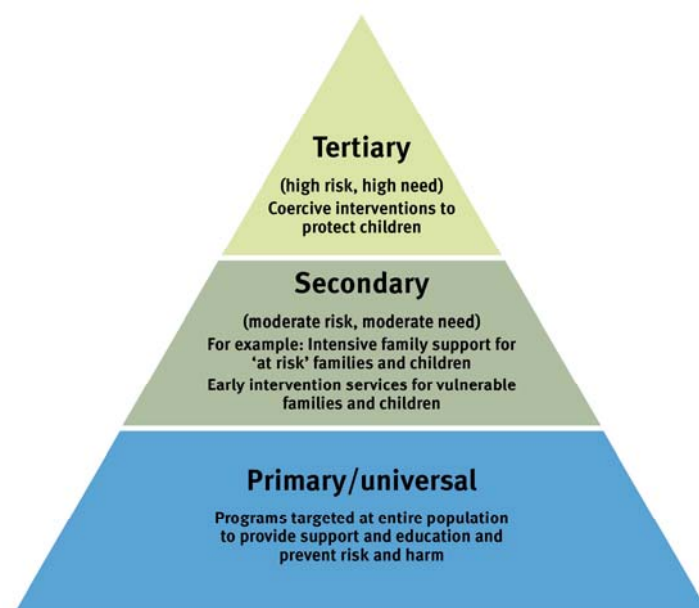 Tertiary
(high risk, high need)
Coercive interventions to
protect children
Secondary
(moderate risk, moderate need)
For example: Intensive family support for
‘at risk’ families and children
Early intervention services for vulnerable
families and children
Primary/universal
Programs targeted at entire population
to provide support and education and
prevent risk and harm